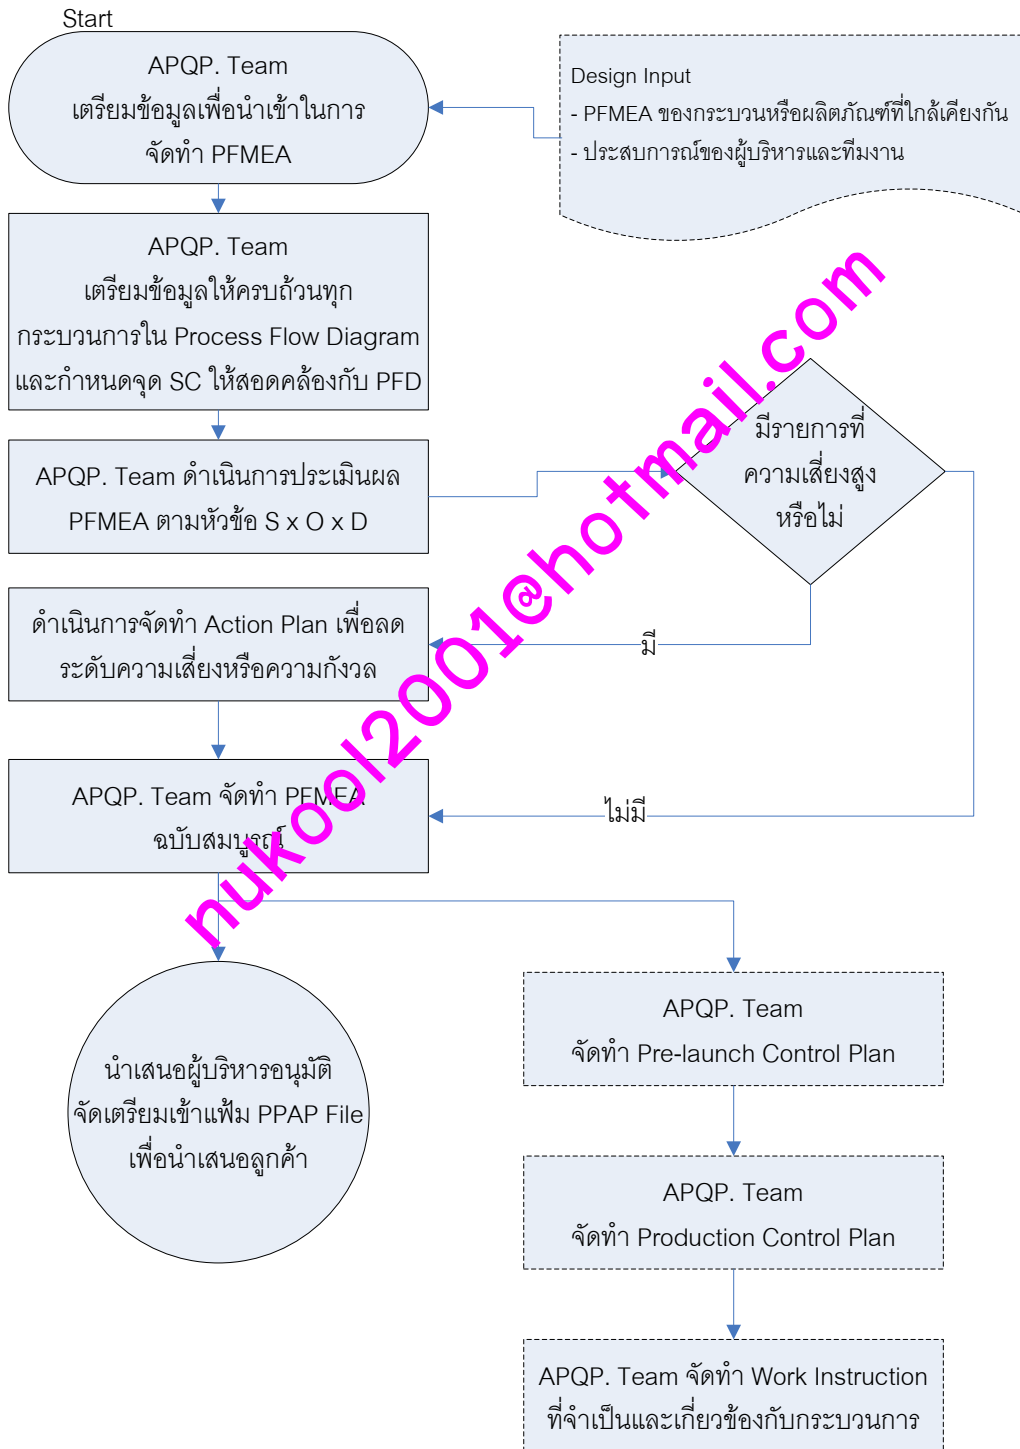 Start
APQP. Team
เตรียมข้อมูลเพื่อนำเข้าในการ
จัดทำ PFMEA
Design Input
- PFMEA ของกระบวนหรือผลิตภัณฑ์ที่ใกล้เคียงกัน
- ประสบการณ์ของผู้บริหารและทีมงาน
APQP. Team
เตรียมข้อมูลให้ครบถ้วนทุก
กระบวนการใน Process Flow Diagram
และกำหนดจุด SC ให้สอดคล้องกับ PFD
APQP. Team ดำเนินการประเมินผล
PFMEA ตามหัวข้อ S x O x D
มีรายการที่
ความเสี่ยงสูง
หรือไม่
ดำเนินการจัดทำ Action Plan เพื่อลด
ระดับความเสี่ยงหรือความกังวล
มี
APQP. Team จัดทำ PFMEA
ฉบับสมบูรณ์
ไม่มี
นำเสนอผู้บริหารอนุมัติ
จัดเตรียมเข้าแฟ้ม PPAP File
เพื่อนำเสนอลูกค้า
APQP. Team
จัดทำ Pre-launch Control Plan
APQP. Team
จัดทำ Production Control Plan
APQP. Team จัดทำ Work Instruction
ที่จำเป็นและเกี่ยวข้องกับกระบวนการ
nukool2001@hotmail.com